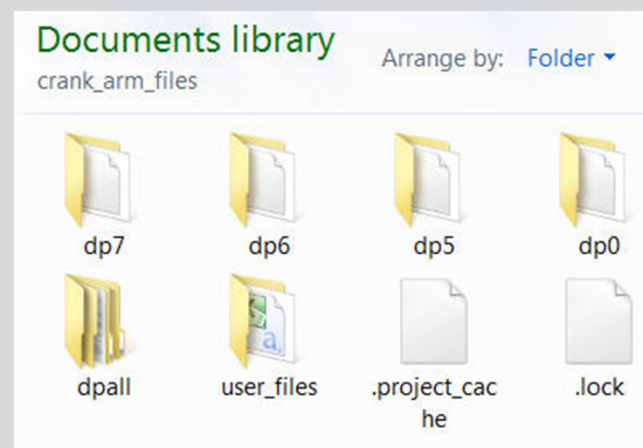 Documents library
crank_arm_files
Arrange by: Folder
dp7 dp6 dp5 dp0
dpall user_files .project_cac .lock
he